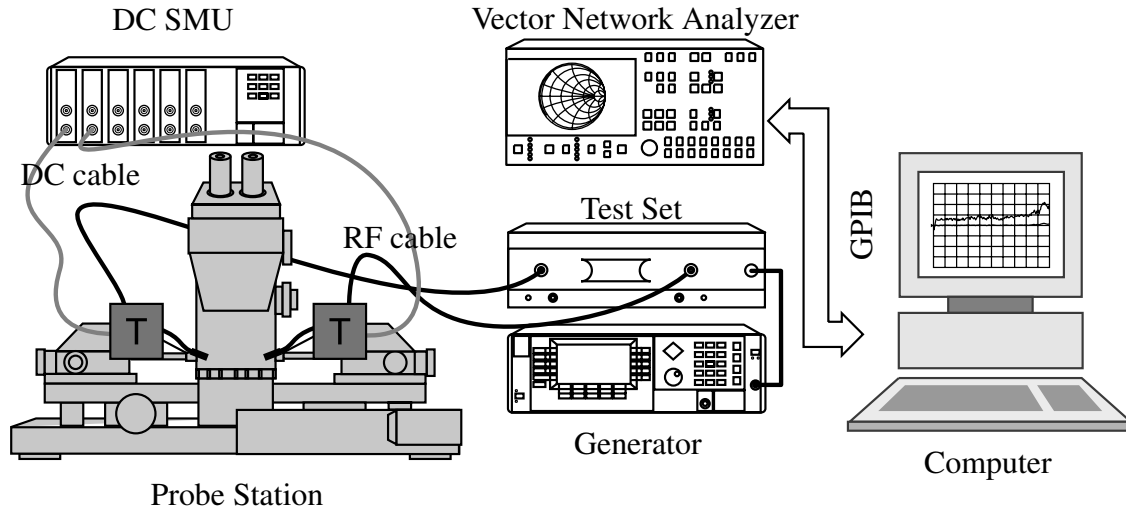 DC SMU
Vector Network Analyzer
DC cable
RF cable
Test Set
GPIB
T
T
Generator
Computer
Probe Station